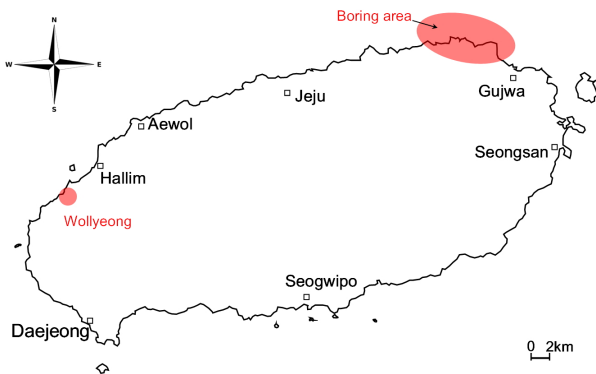 Boring area
N
W E
S
Jeju
Gujwa
Aewol
Seongsan
Hallim
Wollyeong
Seogwipo
Daejeong
0 2km